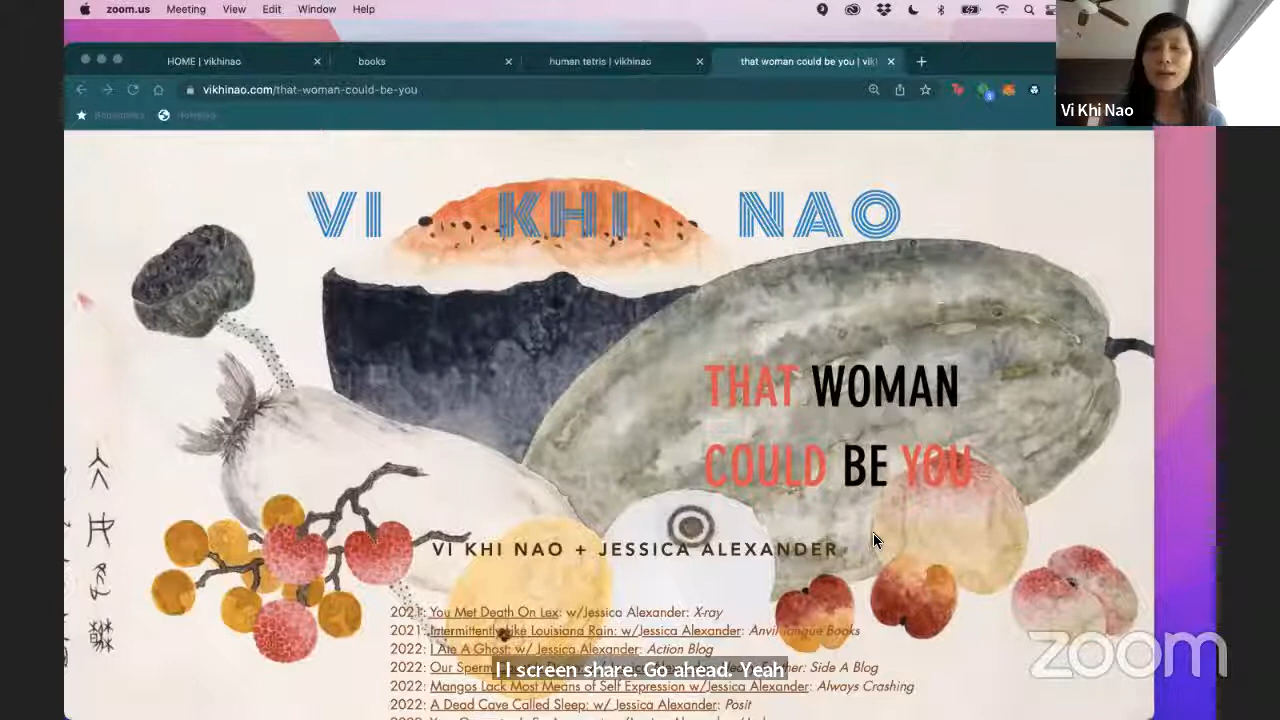 zoom.us Meeting View Edit Window Help
HOME | vikhinao
books
human tetris | vikhinao
that woman could be you | vik
vikhinao.com/that-woman-could-be-you
Vi Khi Nao
VI KHI NAO
THAT WOMAN
COULD BE YOU
VI KHI NAO + JESSICA ALEXANDER
2021: You Met Death On Lex: w/Jessica Alexander: X-ray
2021: Intermittently Like Louisiana Rain: w/Jessica Alexander: Anvil Tongue Books
2022: I Ate A Ghost: w/ Jessica Alexander: Action Blog
2022: Our Sperm Side A Blog
I I screen share. Go ahead. Yeah
2022: Mangos Lack Most Means of Self Expression w/Jessica Alexander: Always Crashing
2022: A Dead Cave Called Sleep: w/ Jessica Alexander: Posit
zoom